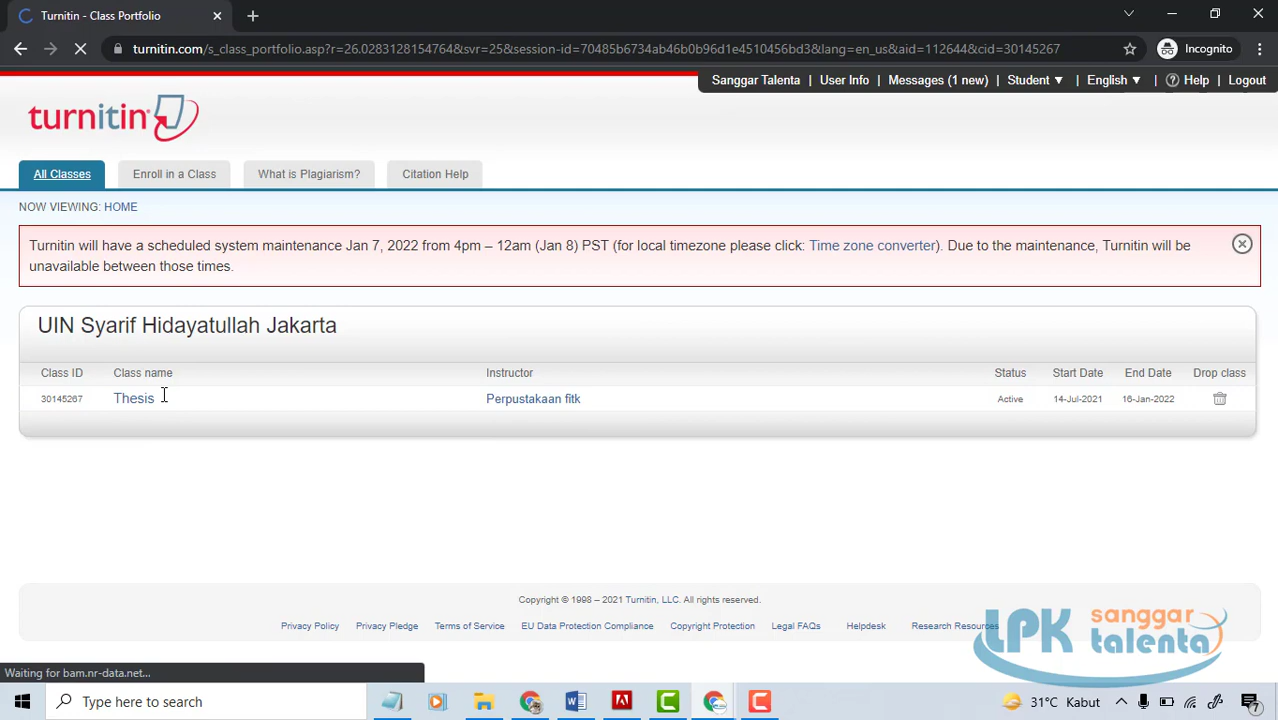 Turnitin - Class Portfolio
turnitin.com/s_class_portfolio.asp?r=26.0283128154764&svr=25&session-id=70485b6734ab46b0b96d1e4510456bd3&lang=en_us&aid=112644&cid=30145267
Incognito
Sanggar Talenta | User Info | Messages (1 new) | Student ▼ | English ▼ | Help | Logout
turnitin
All Classes
Enroll in a Class
What is Plagiarism?
Citation Help
NOW VIEWING: HOME
Turnitin will have a scheduled system maintenance Jan 7, 2022 from 4pm – 12am (Jan 8) PST (for local timezone please click: Time zone converter). Due to the maintenance, Turnitin will be
unavailable between those times.
UIN Syarif Hidayatullah Jakarta
Class ID Class name Instructor Status Start Date End Date Drop class
30145267 Thesis Perpustakaan fitk Active 14-Jul-2021 16-Jan-2022
Copyright © 1998 – 2021 Turnitin, LLC. All rights reserved.
Privacy Policy Privacy Pledge Terms of Service EU Data Protection Compliance Copyright Protection Legal FAQs Helpdesk Research Resources
LPK sanggar
talenta
Waiting for bam.nr-data.net...
Type here to search
31°C Kabut
7